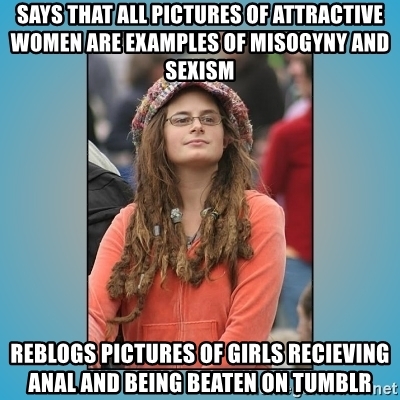 SAYS THAT ALL PICTURES OF ATTRACTIVE
WOMEN ARE EXAMPLES OF MISOGYNY AND
SEXISM
REBLOGS PICTURES OF GIRLS RECIEVING
ANAL AND BEING BEATEN ON TUMBLR